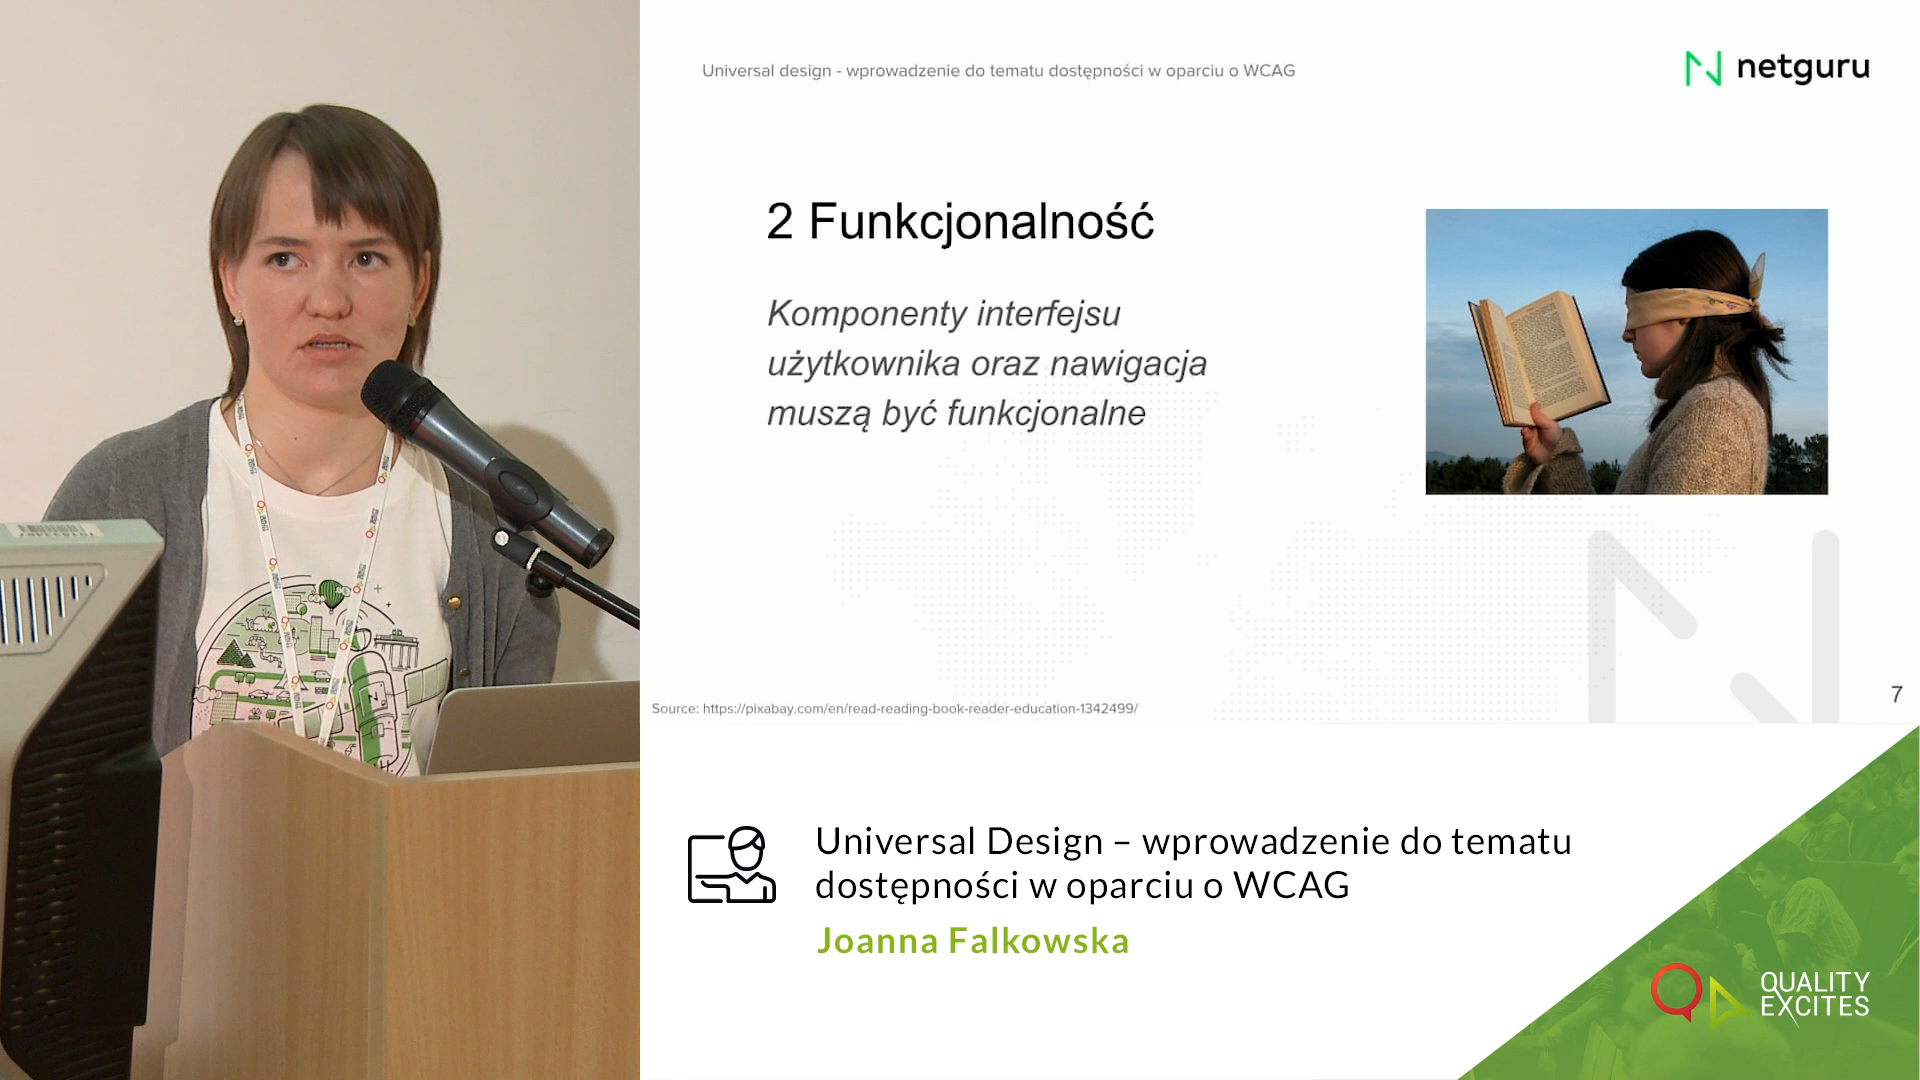 Universal design - wprowadzenie do tematu dostępności w oparciu o WCAG
netguru
2 Funkcjonalność
Komponenty interfejsu
użytkownika oraz nawigacja
muszą być funkcjonalne
Source: https://pixabay.com/en/read-reading-book-reader-education-1342499/
7
Universal Design – wprowadzenie do tematu
dostępności w oparciu o WCAG
Joanna Falkowska
QUALITY
EXCITES